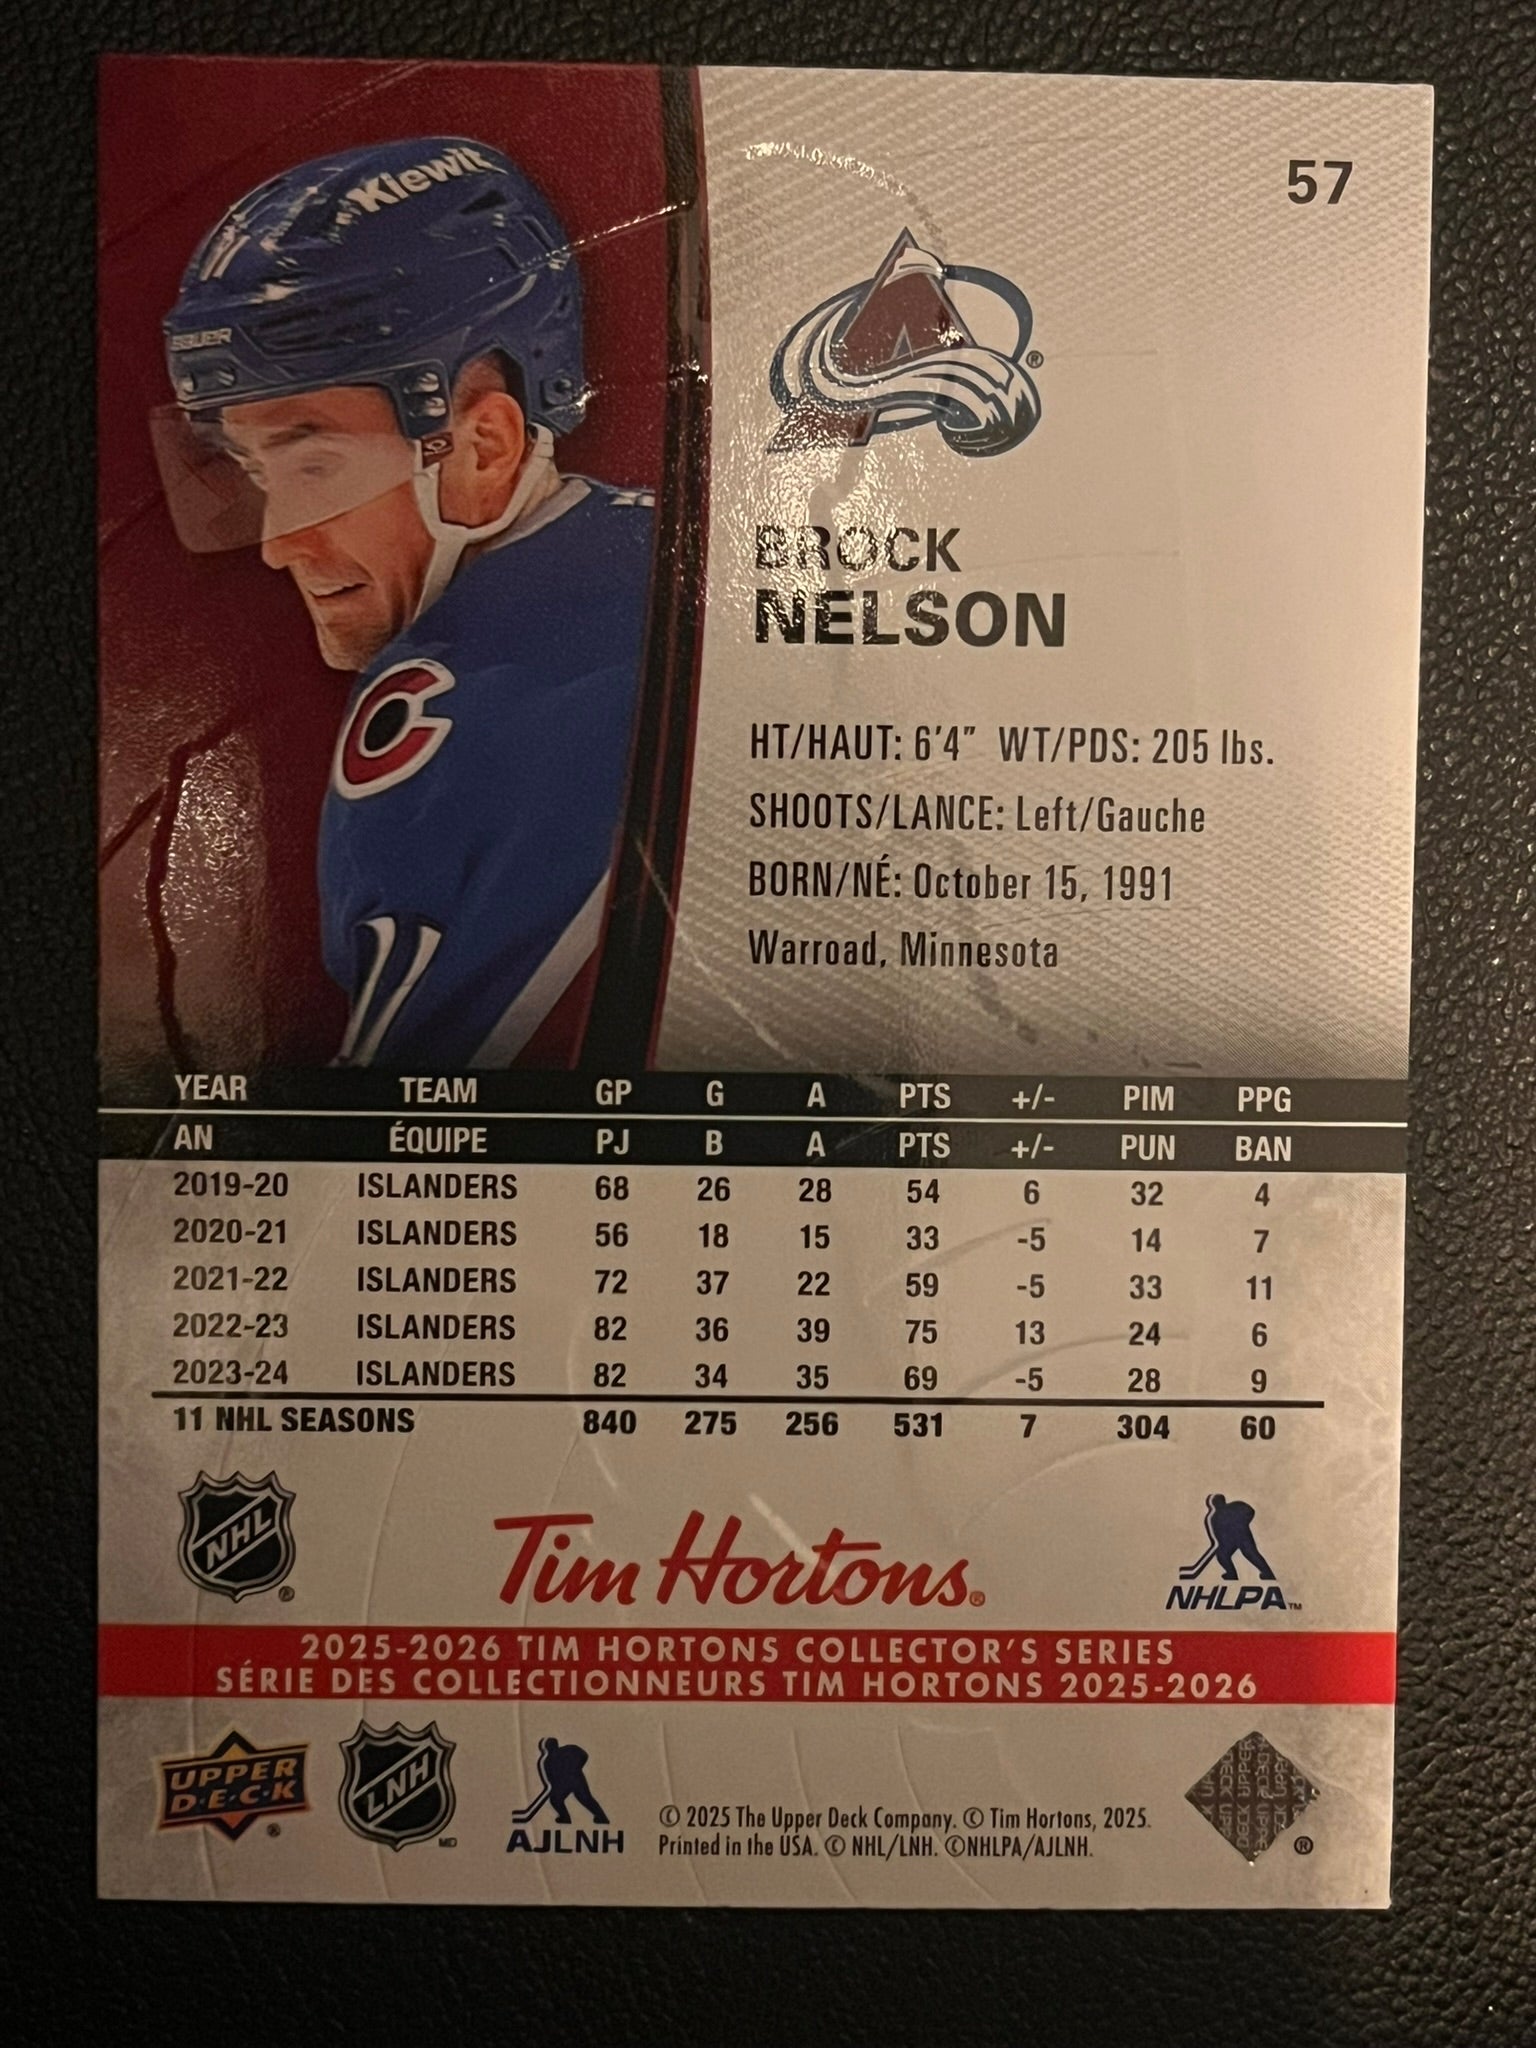 Kiewit
BAUER
57
A
®
BROCK
NELSON
HT/HAUT: 6'4" WT/PDS: 205 lbs.
SHOOTS/LANCE: Left/Gauche
BORN/NÉ: October 15, 1991
Warroad, Minnesota
YEAR TEAM GP G A PTS +/- PIM PPG
AN ÉQUIPE PJ B A PTS +/- PUN BAN
2019-20 ISLANDERS 68 26 28 54 6 32 4
2020-21 ISLANDERS 56 18 15 33 -5 14 7
2021-22 ISLANDERS 72 37 22 59 -5 33 11
2022-23 ISLANDERS 82 36 39 75 13 24 6
2023-24 ISLANDERS 82 34 35 69 -5 28 9
11 NHL SEASONS 840 275 256 531 7 304 60
NHL ®
Tim Hortons®
NHLPA™
2025-2026 TIM HORTONS COLLECTOR'S SERIES
SÉRIE DES COLLECTIONNEURS TIM HORTONS 2025-2026
UPPER
D·E·C·K ®
LNH MD
AJLNH
© 2025 The Upper Deck Company. © Tim Hortons, 2025.
Printed in the USA. © NHL/LNH. ©NHLPA/AJLNH.
®